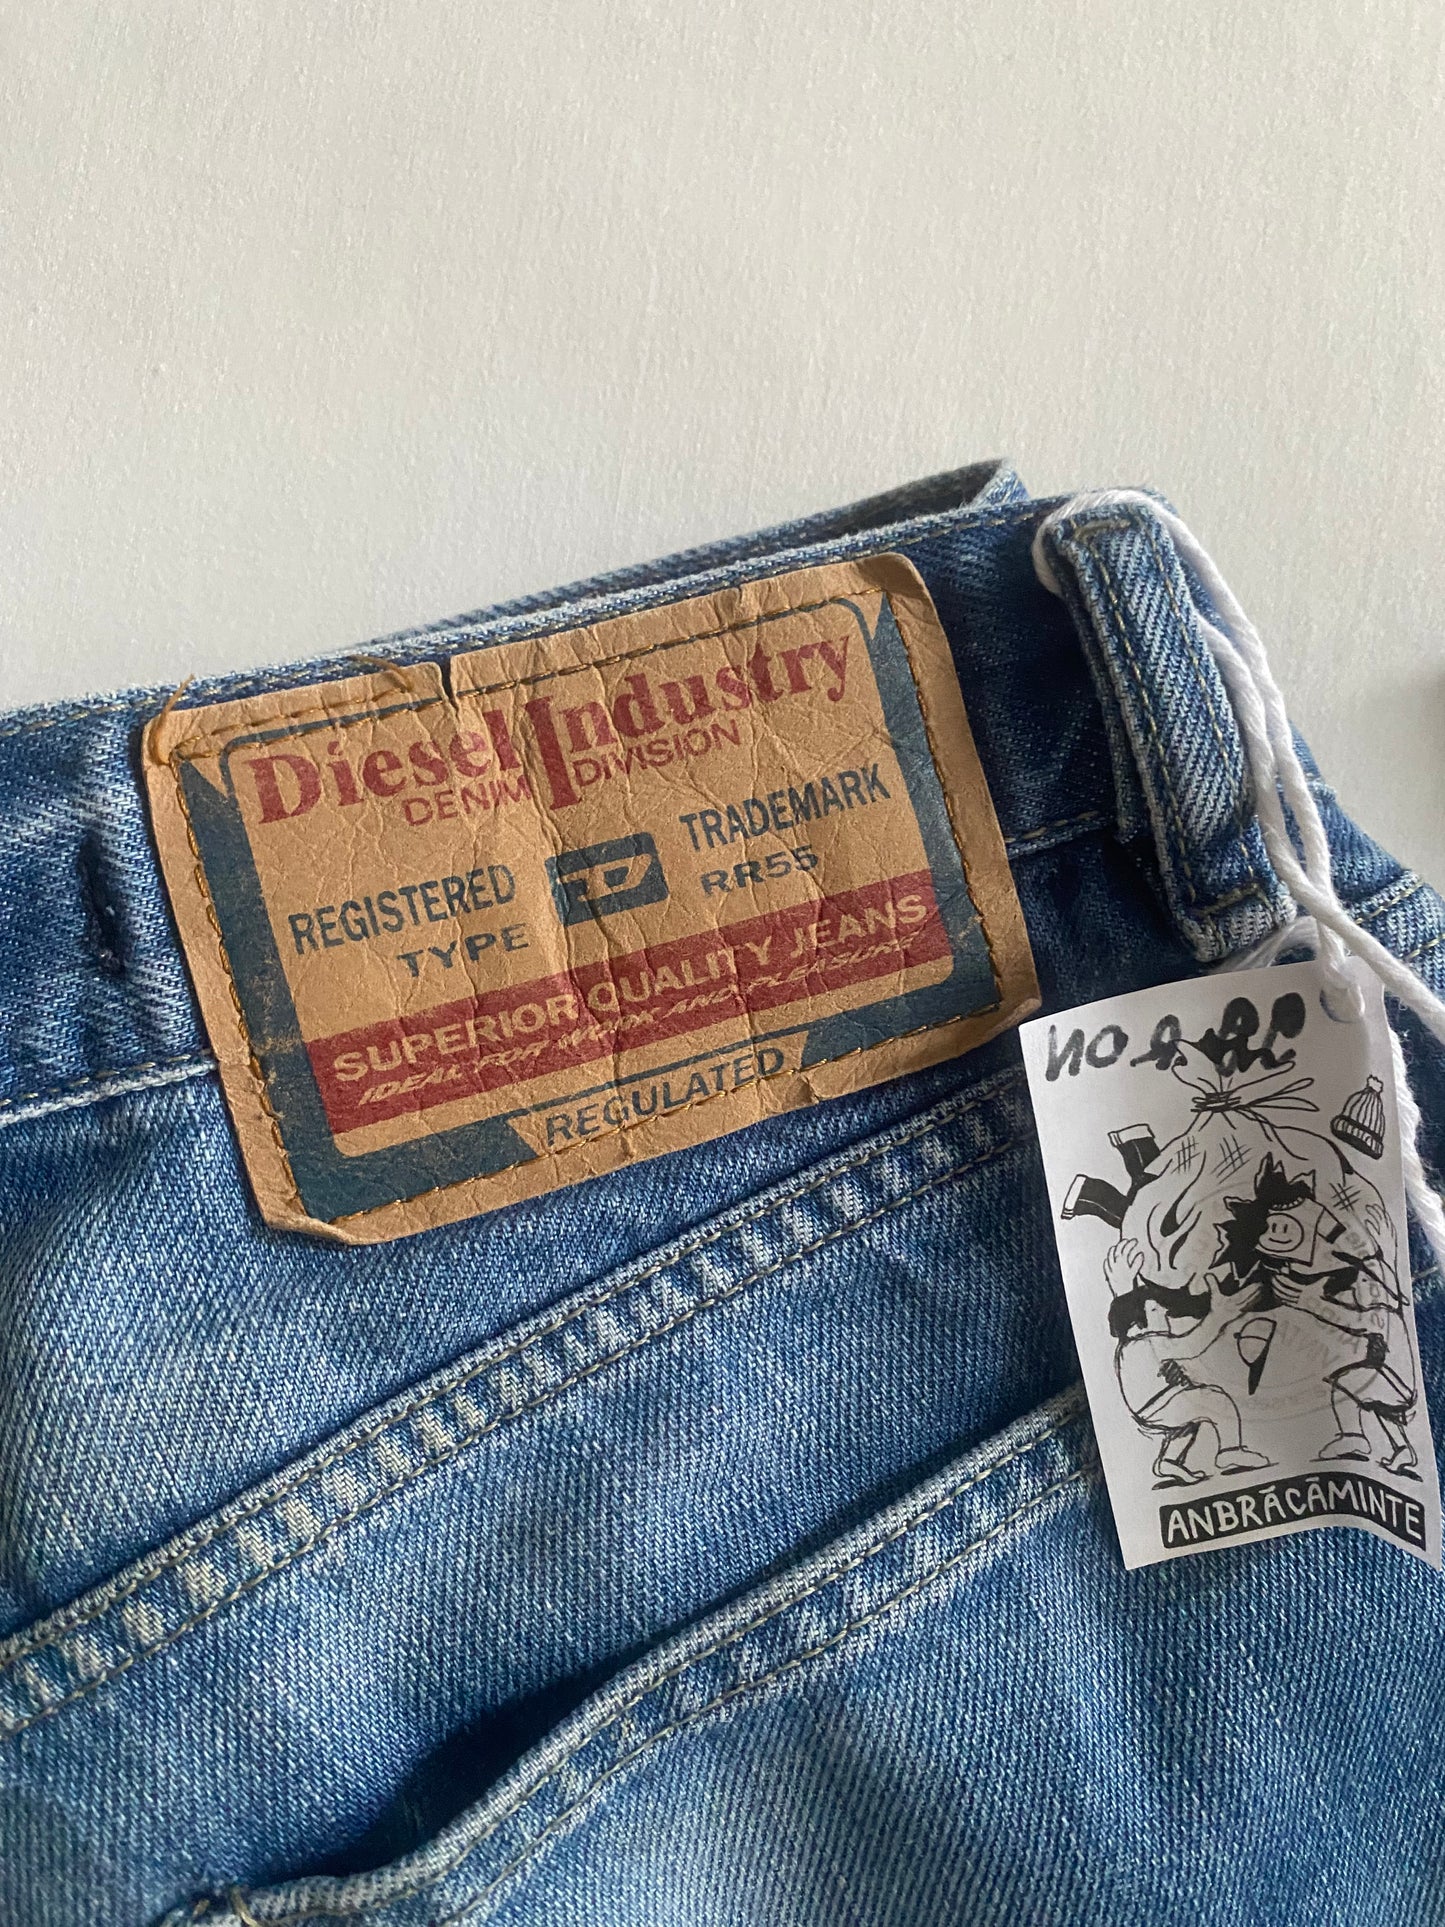 Diesel Industry
DENIM DIVISION
REGISTERED TRADEMARK
TYPE RR55
SUPERIOR QUALITY JEANS
IDEAL FOR WORK AND PLEASURE
REGULATED
ANBRĂCĂMINTE